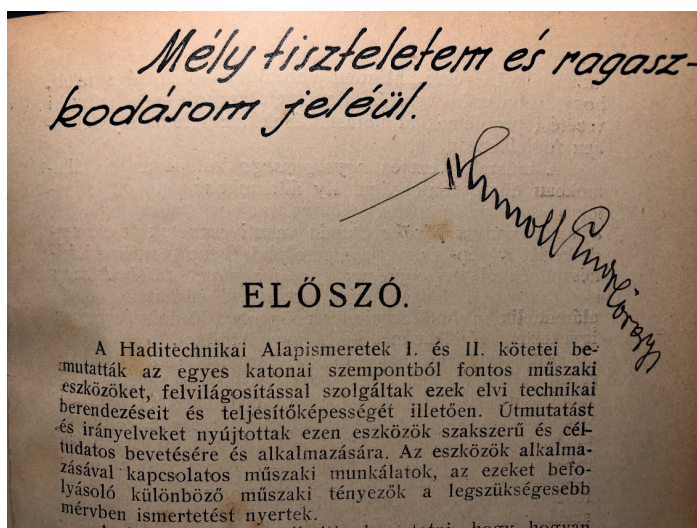 Mély tiszteletem és ragasz-
kodásom jeléül.
ELŐSZÓ.
A Haditechnikai Alapismeretek I. és II. kötetei be-
mutatták az egyes katonai szempontból fontos műszaki
eszközöket, felvilágosítással szolgáltak ezek elvi technikai
berendezéseit és teljesítőképességét illetően. Útmutatást
és irányelveket nyújtottak ezen eszközök szakszerű és cél-
tudatos bevetésére és alkalmazására. Az eszközök alkalma-
zásával kapcsolatos műszaki munkálatok, az ezeket befo-
lyásoló különböző műszaki tényezők a legszükségesebb
mérvben ismertetést nyertek.
hogy hogyan